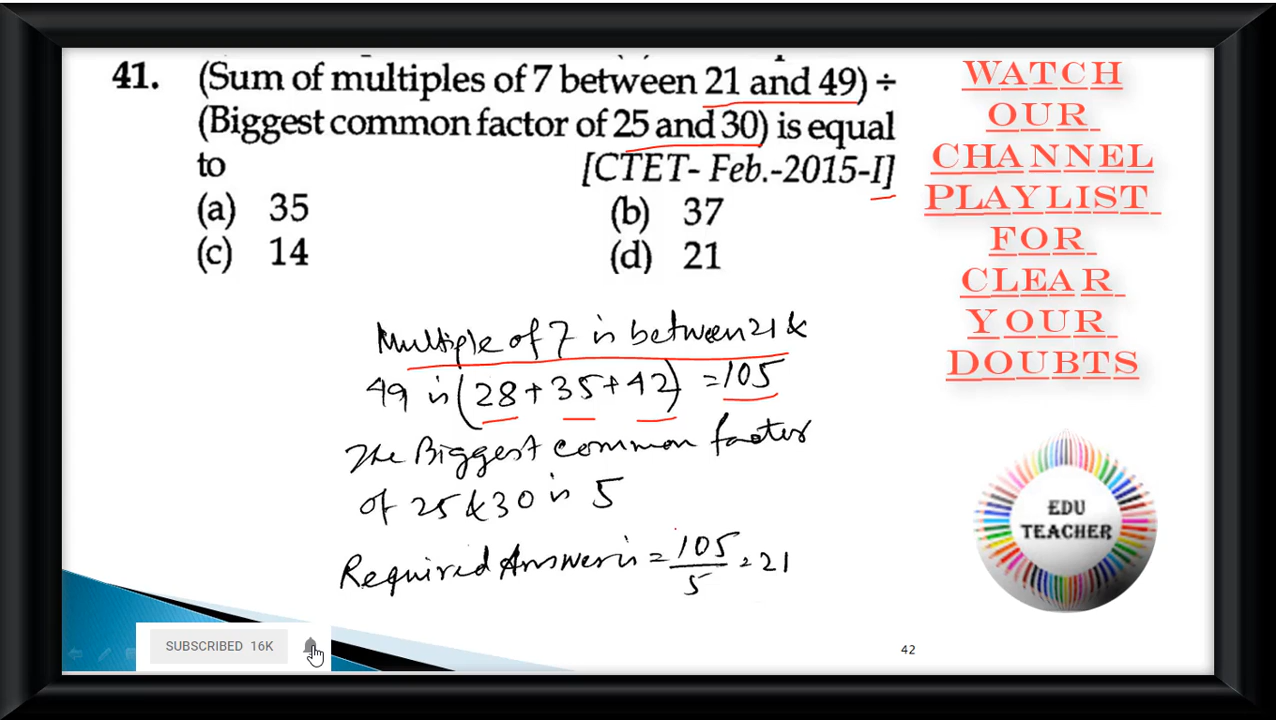 41. (Sum of multiples of 7 between 21 and 49) ÷
(Biggest common factor of 25 and 30) is equal
to [CTET- Feb.-2015-I]
(a) 35 (b) 37
(c) 14 (d) 21
Multiple of 7 is between 21 &
49 is (28+35+42) =105
The Biggest common factor
of 25 & 30 is 5
Required Answer is = 105/5 = 21
WATCH
OUR
CHANNEL
PLAYLIST
FOR
CLEAR
YOUR
DOUBTS
EDU
TEACHER
SUBSCRIBED 16K
42